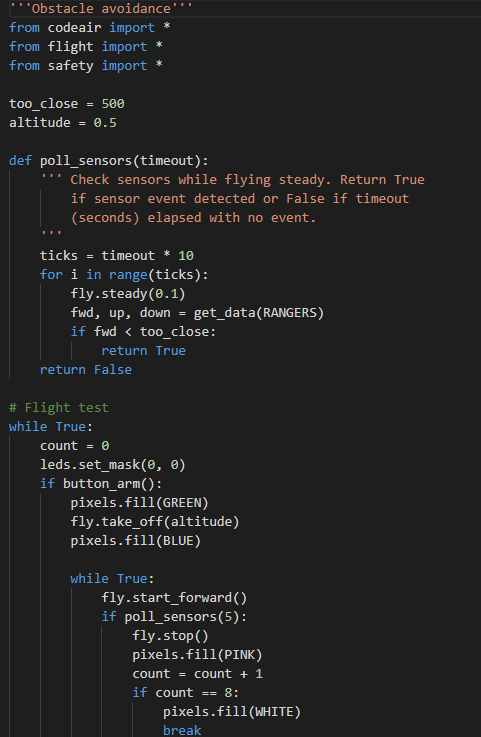 '''Obstacle avoidance'''
from codeair import *
from flight import *
from safety import *

too_close = 500
altitude = 0.5

def poll_sensors(timeout):
    ''' Check sensors while flying steady. Return True
        if sensor event detected or False if timeout
        (seconds) elapsed with no event.
    '''
    ticks = timeout * 10
    for i in range(ticks):
        fly.steady(0.1)
        fwd, up, down = get_data(RANGERS)
        if fwd < too_close:
            return True
    return False

# Flight test
while True:
    count = 0
    leds.set_mask(0, 0)
    if button_arm():
        pixels.fill(GREEN)
        fly.take_off(altitude)
        pixels.fill(BLUE)

        while True:
            fly.start_forward()
            if poll_sensors(5):
                fly.stop()
                pixels.fill(PINK)
                count = count + 1
                if count == 8:
                    pixels.fill(WHITE)
                    break